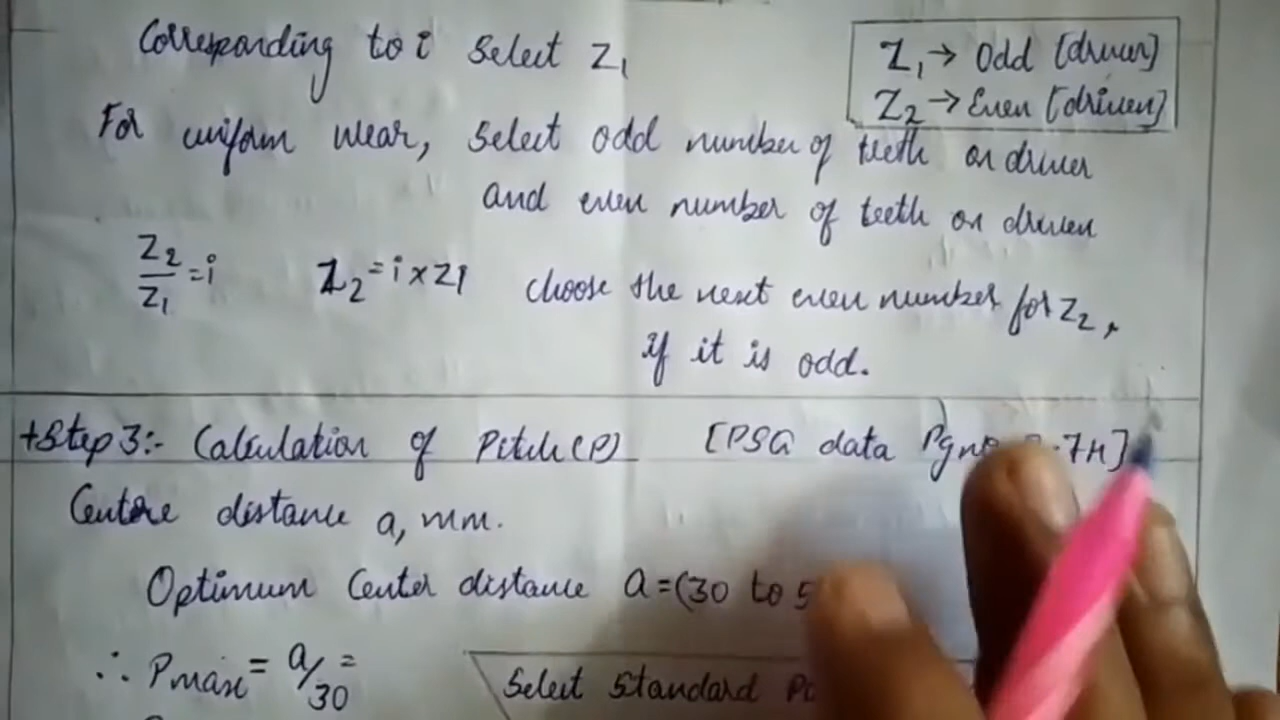 Corresponding to i Select Z1
Z1 → Odd [driver]
Z2 → Even [driven]
For uniform wear, select odd number of teeth on driver
and even number of teeth on driven
Z2/Z1 = i Z2 = i x Z1 choose the next even number for Z2,
if it is odd.
+Step 3:- Calculation of Pitch (P) [PSG data Pg no 7.74]
Centre distance a, mm.
Optimum Center distance a = (30 to 5
∴ Pmax = a/30 =
Select Standard